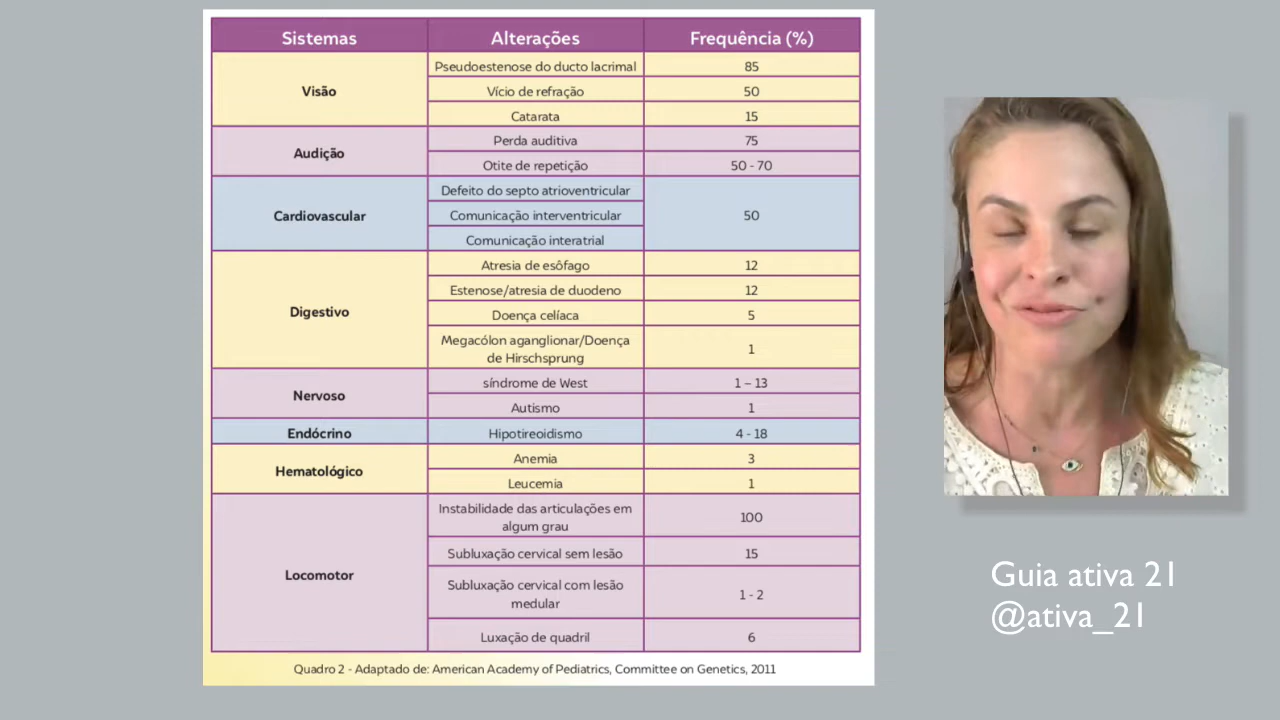 Sistemas Alterações Frequência (%)
Visão
Pseudoestenose do ducto lacrimal 85
Vício de refração 50
Catarata 15
Audição
Perda auditiva 75
Otite de repetição 50 - 70
Cardiovascular
Defeito do septo atrioventricular
Comunicação interventricular
Comunicação interatrial
50
Digestivo
Atresia de esôfago 12
Estenose/atresia de duodeno 12
Doença celíaca 5
Megacólon aganglionar/Doença
de Hirschsprung
1
Nervoso
síndrome de West 1 – 13
Autismo 1
Endócrino Hipotireoidismo 4 - 18
Hematológico
Anemia 3
Leucemia 1
Locomotor
Instabilidade das articulações em
algum grau
100
Subluxação cervical sem lesão 15
Subluxação cervical com lesão
medular
1 - 2
Luxação de quadril 6
Quadro 2 - Adaptado de: American Academy of Pediatrics, Committee on Genetics, 2011
Guia ativa 21
@ativa_21